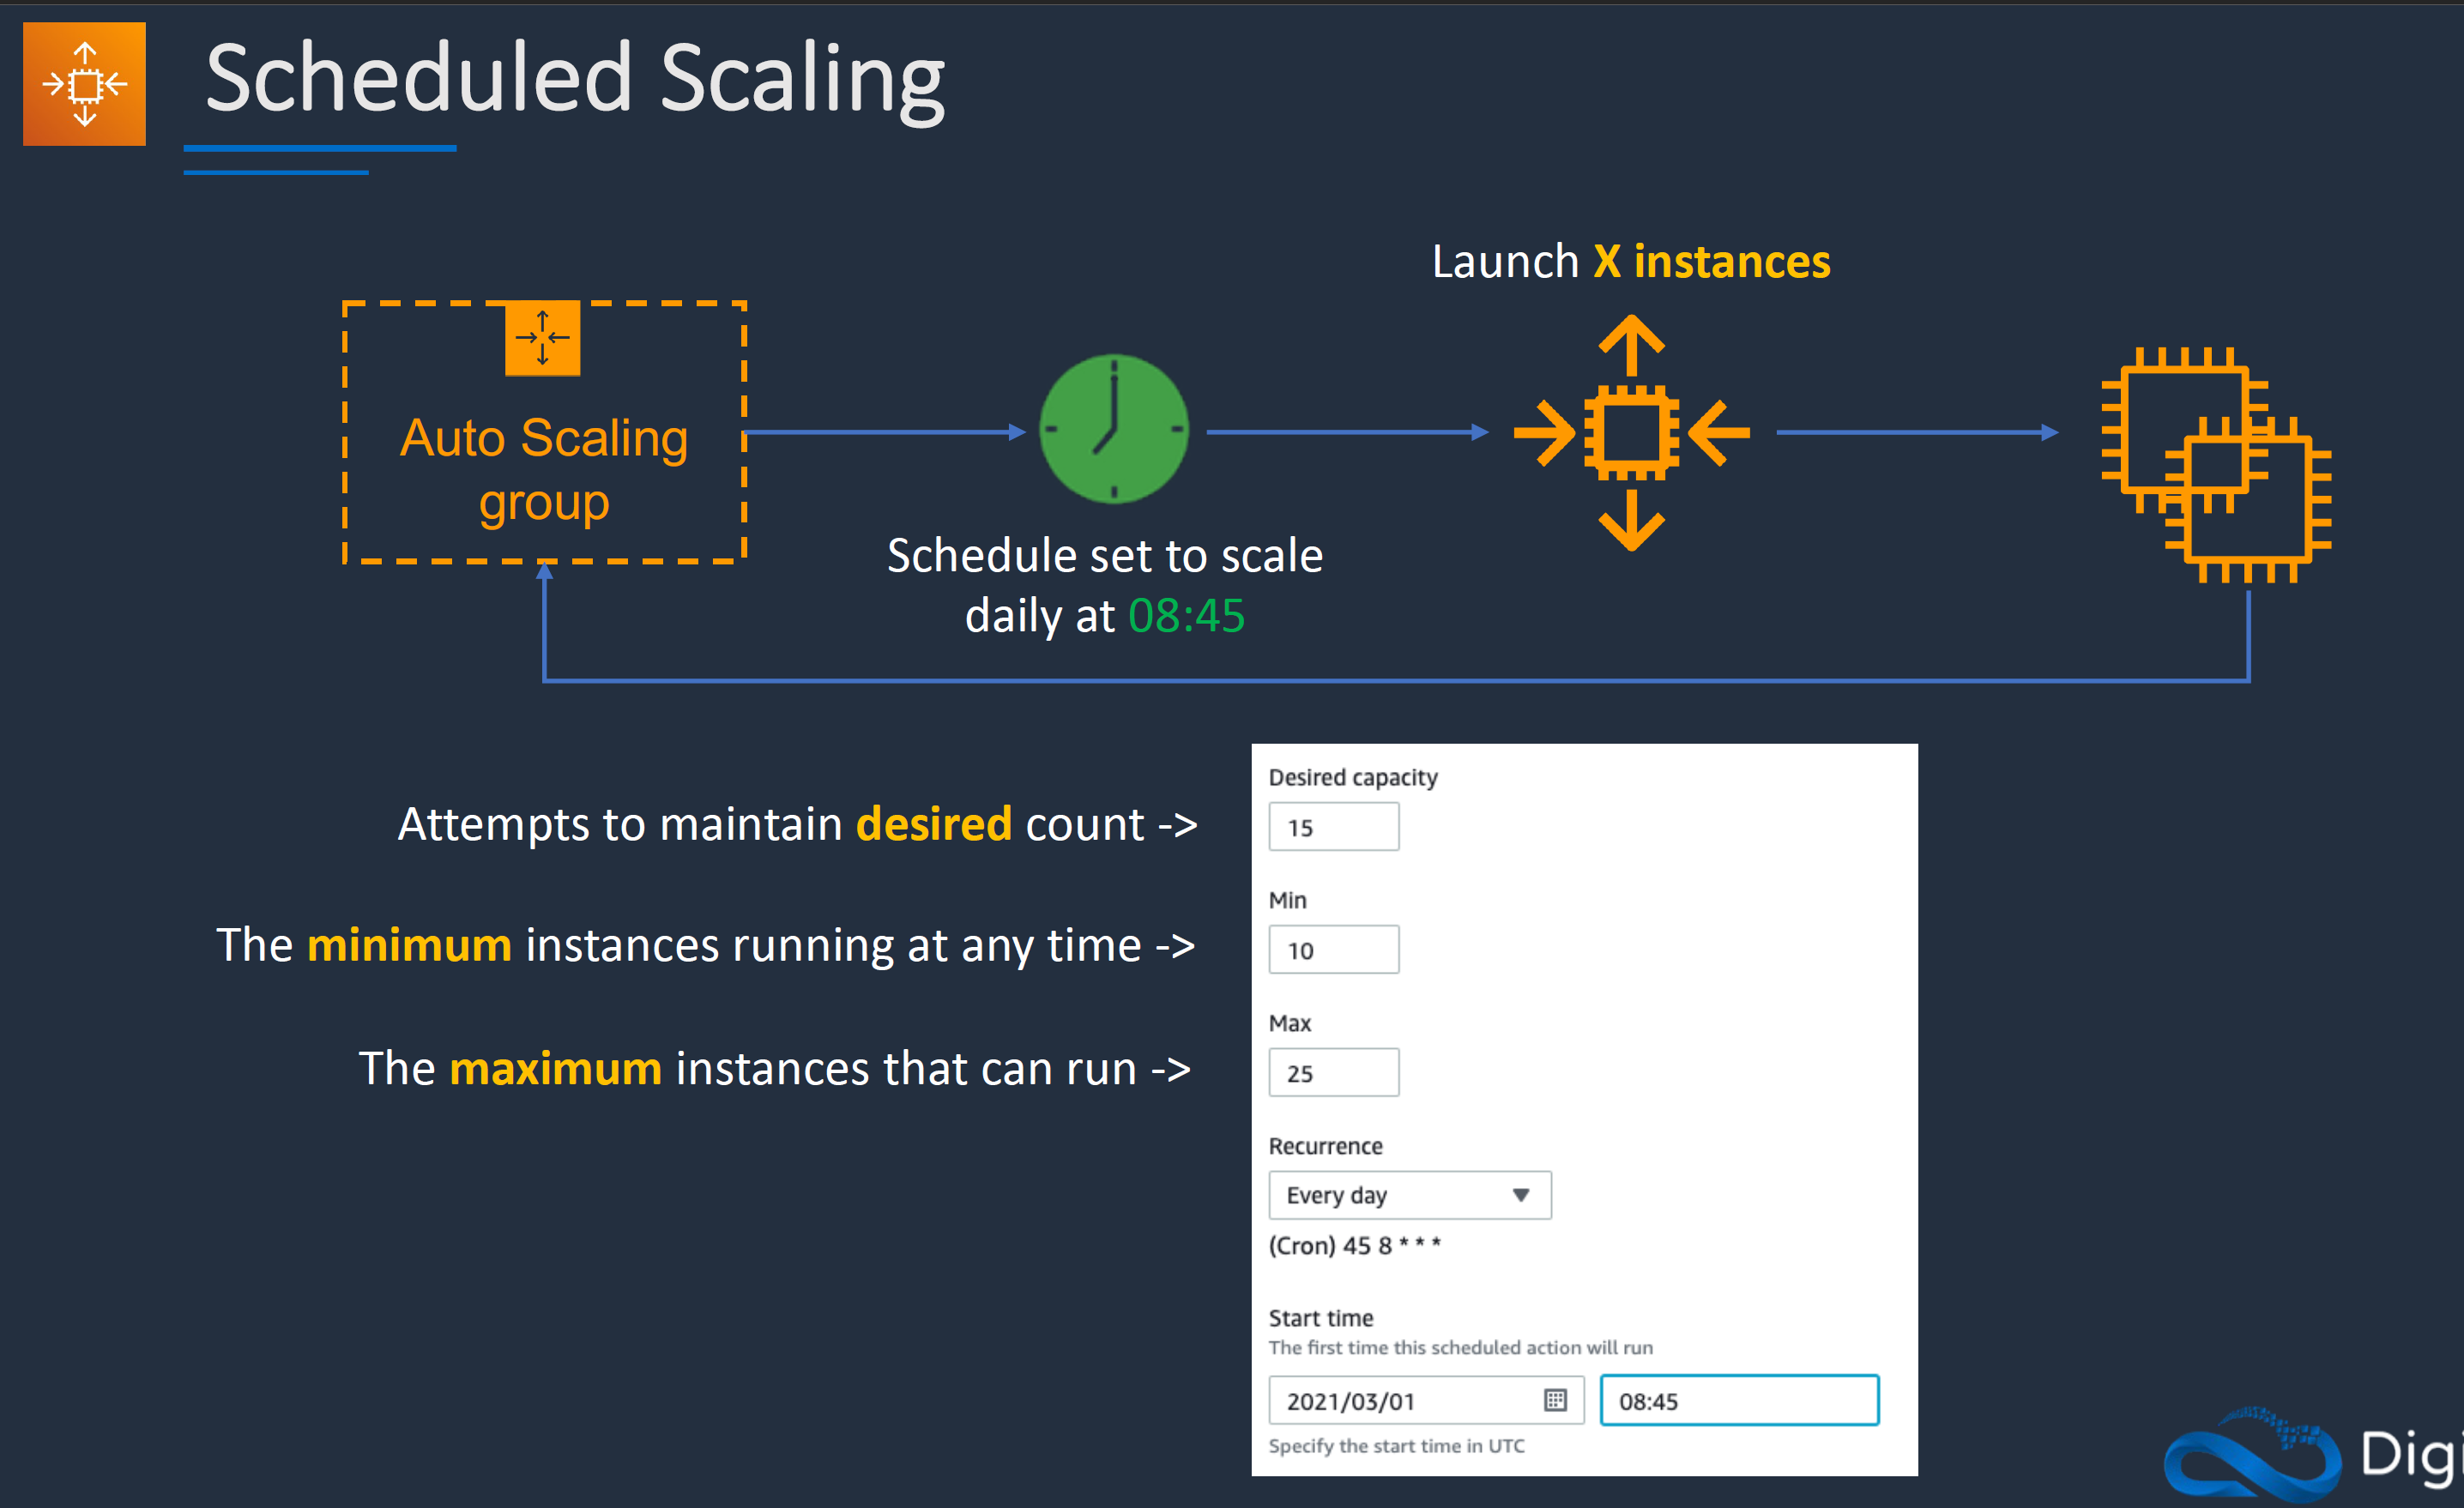 Scheduled Scaling
Launch X instances
Auto Scaling
group
Schedule set to scale
daily at 08:45
Attempts to maintain desired count ->
The minimum instances running at any time ->
The maximum instances that can run ->
Desired capacity
15
Min
10
Max
25
Recurrence
Every day
(Cron) 45 8 * * *
Start time
The first time this scheduled action will run
2021/03/01
08:45
Specify the start time in UTC
Digi